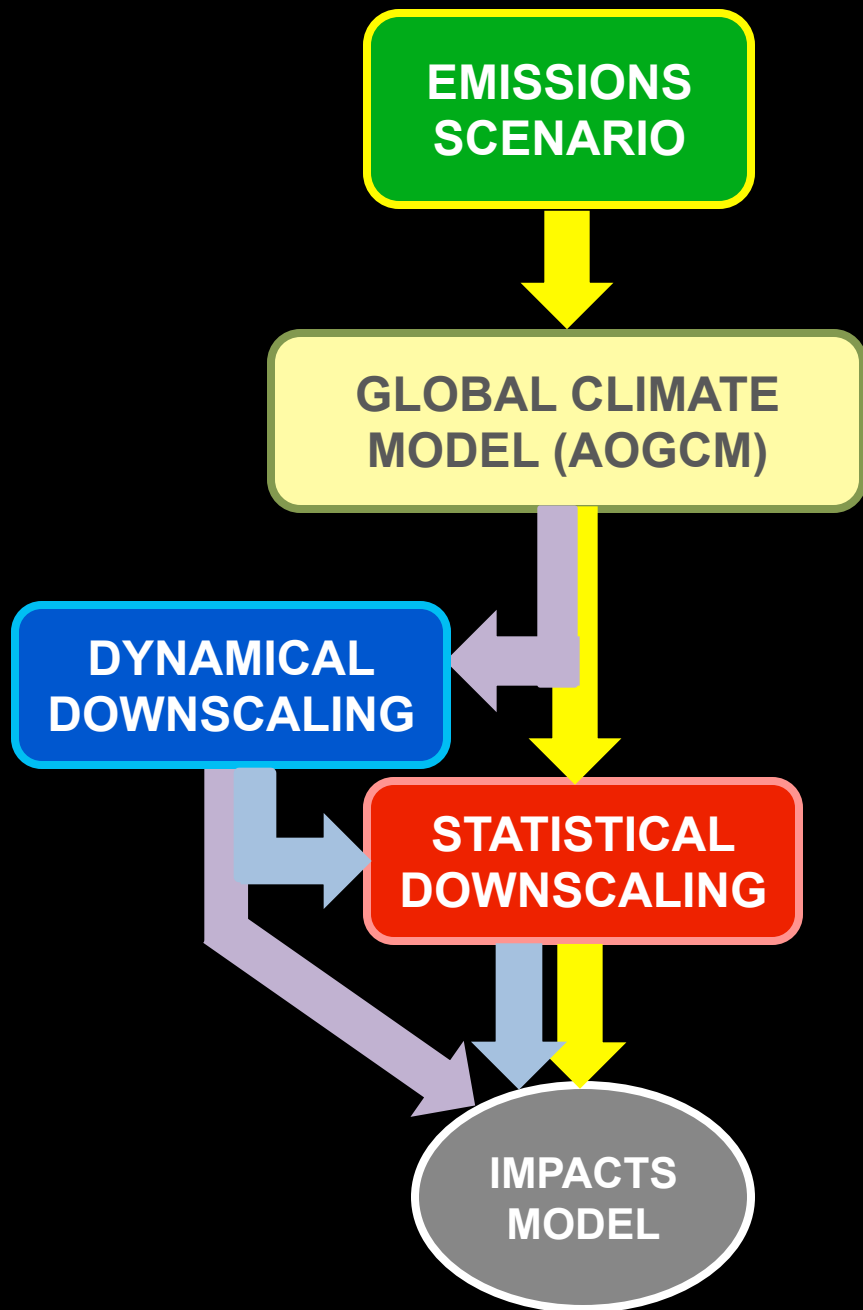 EMISSIONS
SCENARIO
GLOBAL CLIMATE
MODEL (AOGCM)
DYNAMICAL
DOWNSCALING
STATISTICAL
DOWNSCALING
IMPACTS
MODEL